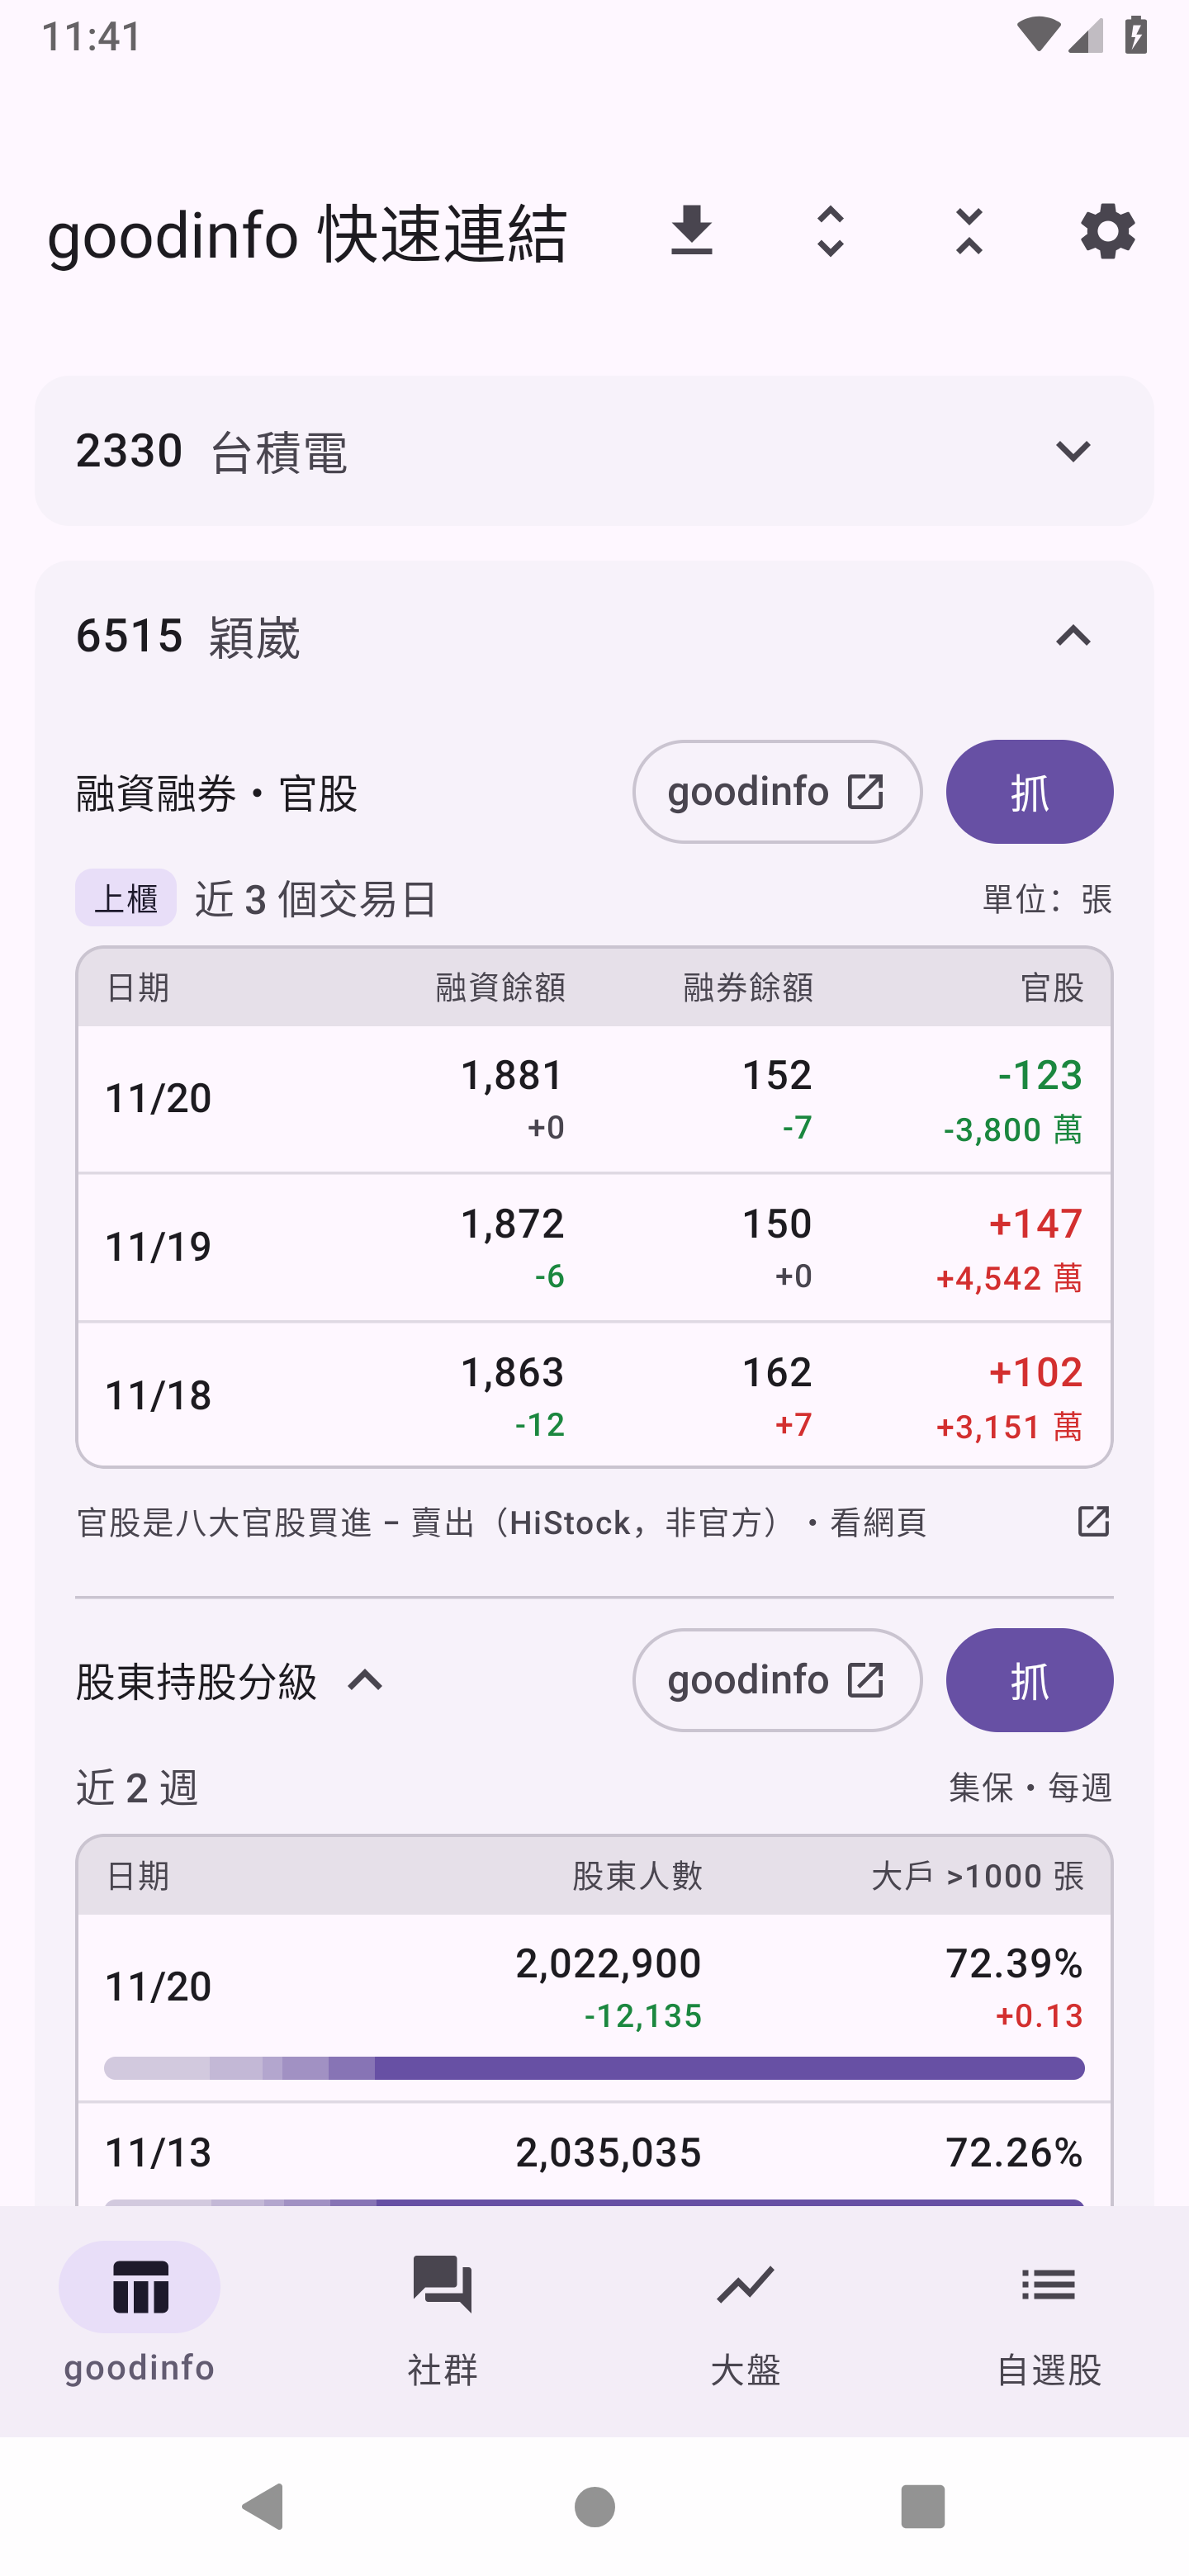 11:41
goodinfo 快速連結
2330 台積電
6515 穎崴
融資融券・官股 goodinfo 抓
上櫃 近 3 個交易日 單位：張
日期 融資餘額 融券餘額 官股
11/20 1,881 152 -123
+0 -7 -3,800 萬
11/19 1,872 150 +147
-6 +0 +4,542 萬
11/18 1,863 162 +102
-12 +7 +3,151 萬
官股是八大官股買進 − 賣出（HiStock，非官方）・看網頁
股東持股分級 goodinfo 抓
近 2 週 集保・每週
日期 股東人數 大戶 >1000 張
11/20 2,022,900 72.39%
-12,135 +0.13
11/13 2,035,035 72.26%
goodinfo 社群 大盤 自選股